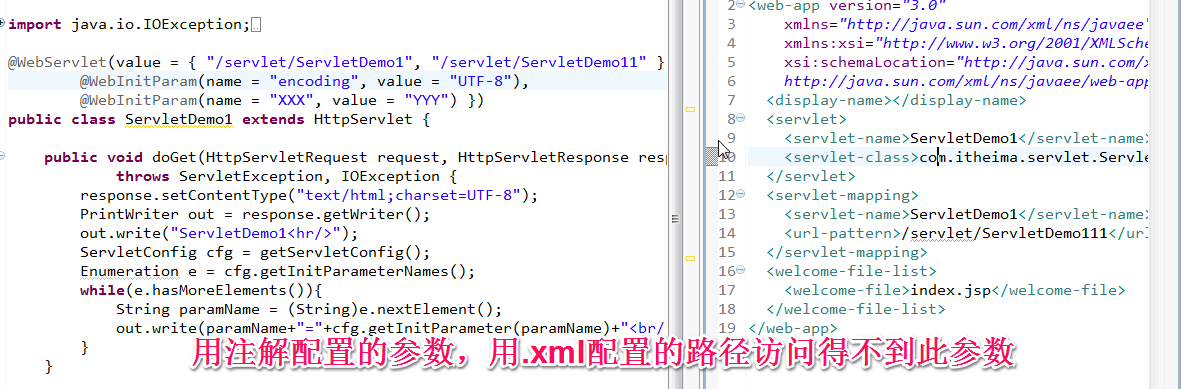 import java.io.IOException;
@WebServlet(value = { "/servlet/ServletDemo1", "/servlet/ServletDemo11" }
@WebInitParam(name = "encoding", value = "UTF-8"),
@WebInitParam(name = "XXX", value = "YYY") })
public class ServletDemo1 extends HttpServlet {
public void doGet(HttpServletRequest request, HttpServletResponse resp
throws ServletException, IOException {
response.setContentType("text/html;charset=UTF-8");
PrintWriter out = response.getWriter();
out.write("ServletDemo1<hr/>");
ServletConfig cfg = getServletConfig();
Enumeration e = cfg.getInitParameterNames();
while(e.hasMoreElements()){
String paramName = (String)e.nextElement();
out.write(paramName+"="+cfg.getInitParameter(paramName)+"<br/
}
}
2 <web-app version="3.0"
3 xmlns="http://java.sun.com/xml/ns/javaee"
4 xmlns:xsi="http://www.w3.org/2001/XMLSche
5 xsi:schemaLocation="http://java.sun.com/x
6 http://java.sun.com/xml/ns/javaee/web-app
7 <display-name></display-name>
8 <servlet>
9 <servlet-name>ServletDemo1</servlet-name>
10 <servlet-class>com.itheima.servlet.Servle
11 </servlet>
12 <servlet-mapping>
13 <servlet-name>ServletDemo1</servlet-name>
14 <url-pattern>/servlet/ServletDemo111</url
15 </servlet-mapping>
16 <welcome-file-list>
17 <welcome-file>index.jsp</welcome-file>
18 </welcome-file-list>
19 </web-app>
用注解配置的参数，用.xml配置的路径访问得不到此参数